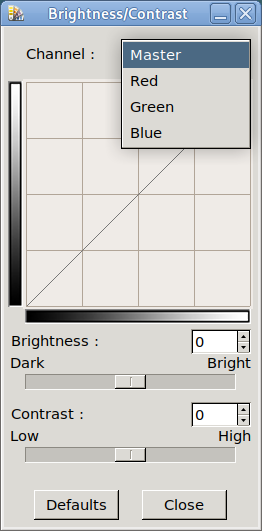 Brightness/Contrast
Channel :
Master
Red
Green
Blue
Brightness : 0
Dark Bright
Contrast : 0
Low High
Defaults Close